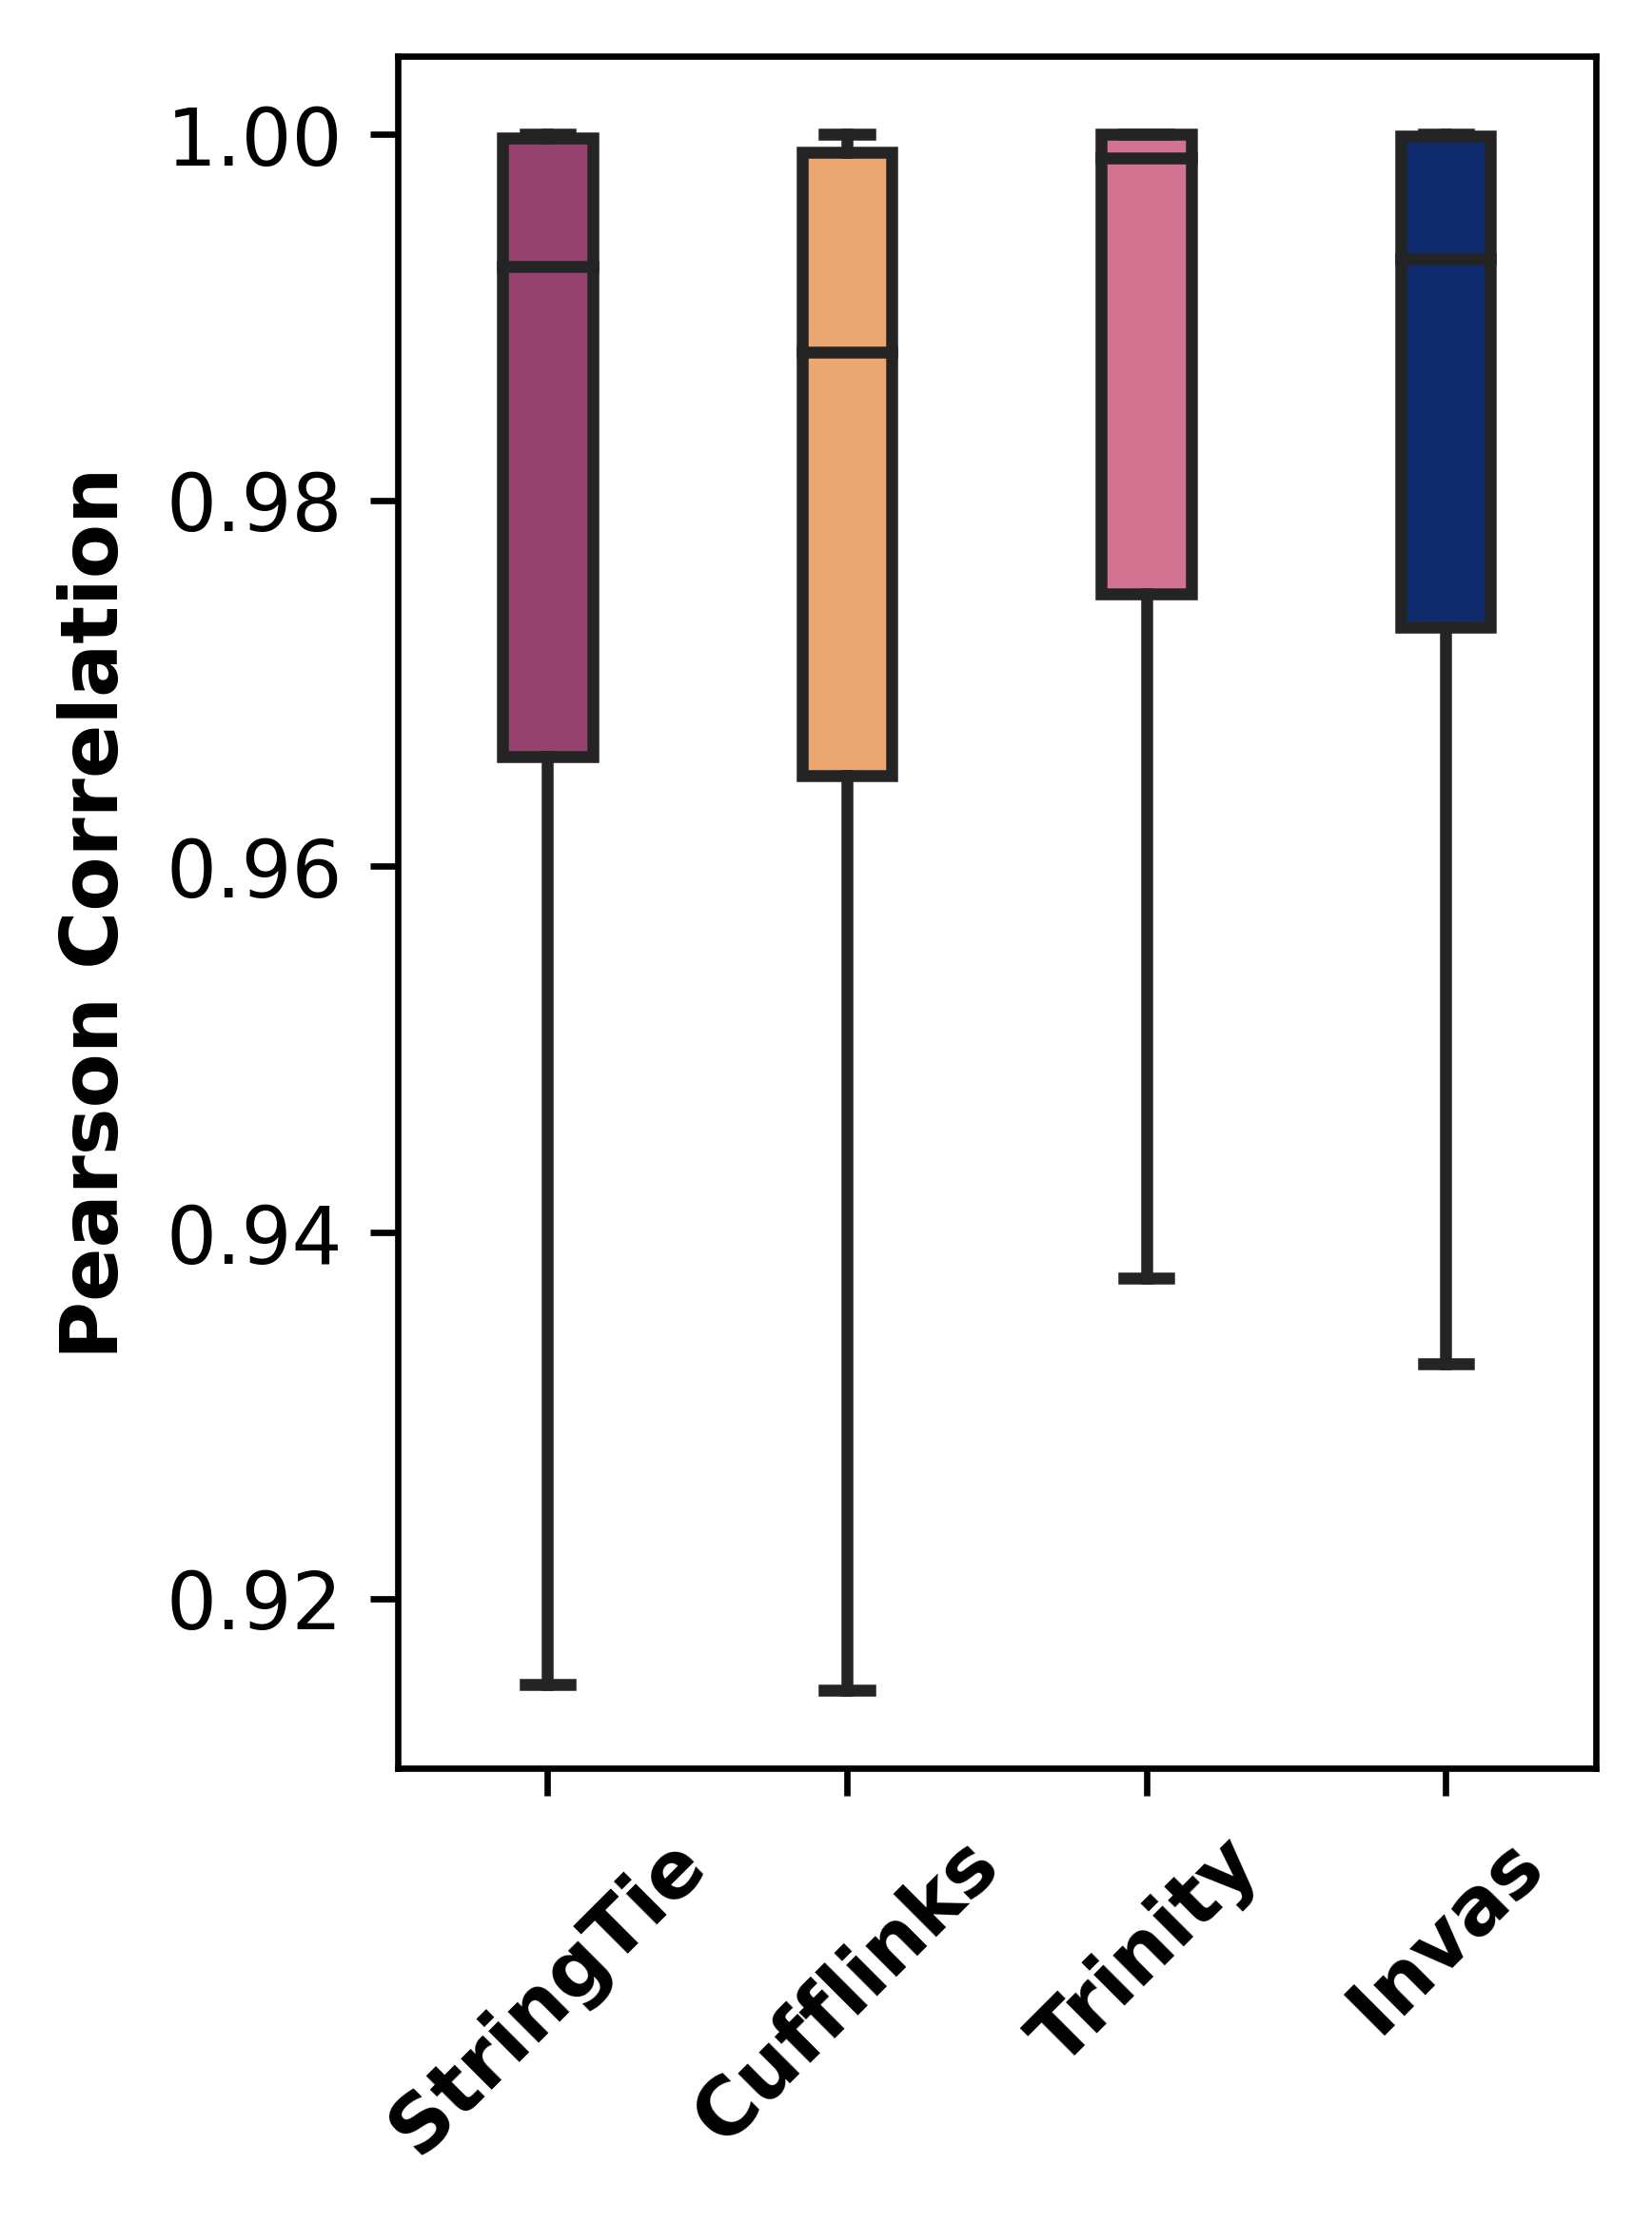 Pearson Correlation
1.00
0.98
0.96
0.94
0.92
StringTie
Cufflinks
Trinity
Invas